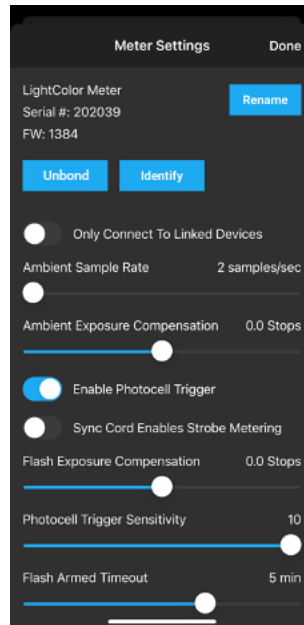 Meter Settings Done
LightColor Meter
Rename
Serial #: 202039
FW: 1384
Unbond Identify
Only Connect To Linked Devices
Ambient Sample Rate 2 samples/sec
Ambient Exposure Compensation 0.0 Stops
Enable Photocell Trigger
Sync Cord Enables Strobe Metering
Flash Exposure Compensation 0.0 Stops
Photocell Trigger Sensitivity 10
Flash Armed Timeout 5 min